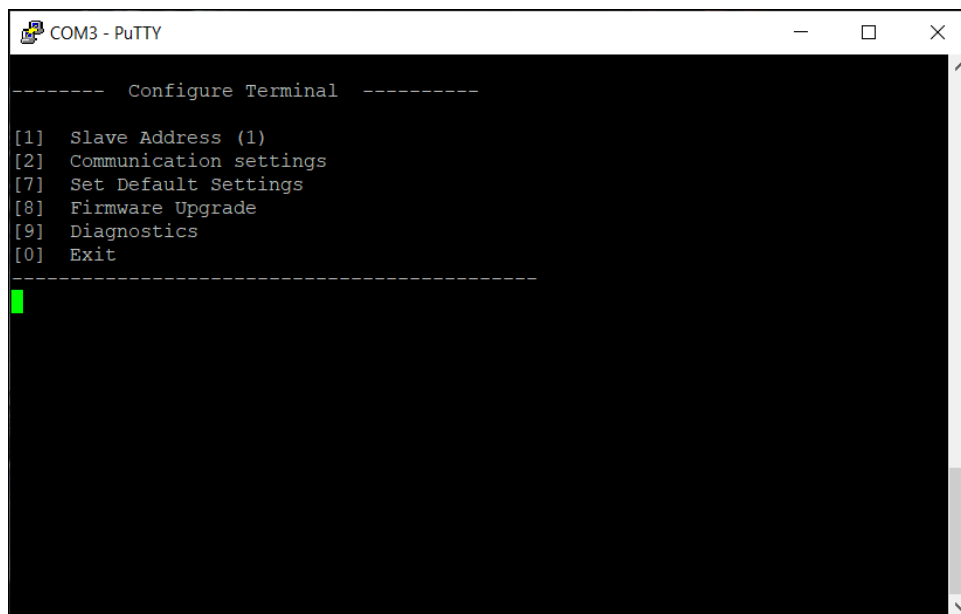 COM3 - PuTTY
--------  Configure Terminal  ----------
[1]  Slave Address (1)
[2]  Communication settings
[7]  Set Default Settings
[8]  Firmware Upgrade
[9]  Diagnostics
[0]  Exit
---------------------------------------------